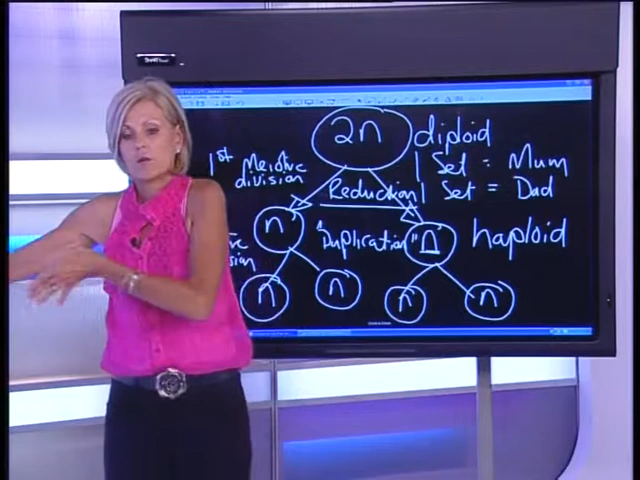 2n diploid
1st Meiotic division
1 Set = Mum
Reduction
1 Set = Dad
n "Duplication" n haploid
n n n n